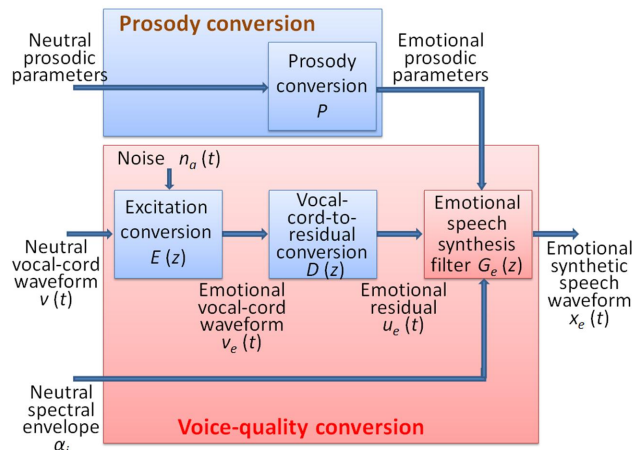 Prosody conversion
Neutral
prosodic
parameters
Prosody
conversion
P
Emotional
prosodic
parameters
Noise n_a (t)
Excitation
conversion
E (z)
Vocal-
cord-to-
residual
conversion
D (z)
Emotional
speech
synthesis
filter G_e (z)
Neutral
vocal-cord
waveform
v (t)
Emotional
vocal-cord
waveform
v_e (t)
Emotional
residual
u_e (t)
Emotional
synthetic
speech
waveform
x_e (t)
Neutral
spectral
envelope
α_i
Voice-quality conversion